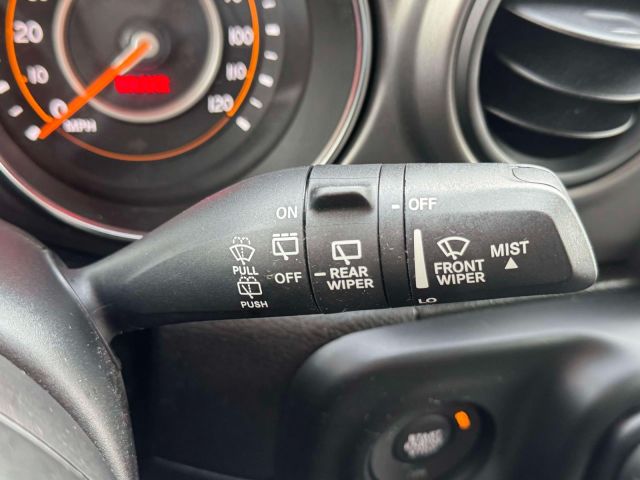 20
10
0
MPH
100
110
120
ON
OFF
PULL
PUSH
OFF
REAR
WIPER
FRONT
WIPER
MIST
LO